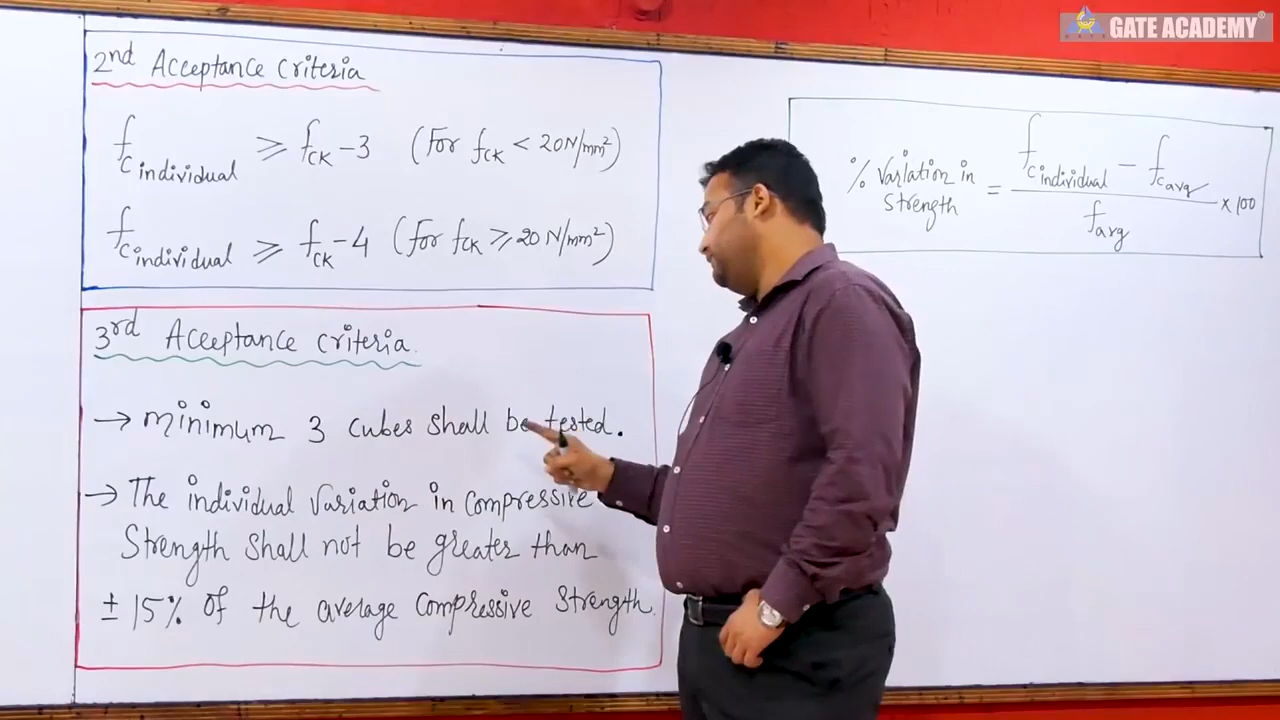 2nd Acceptance Criteria
fc individual ≥ fCK - 3 (For fCK < 20 N/mm²)
fc individual ≥ fCK - 4 (For fCK ≥ 20 N/mm²)
3rd Acceptance Criteria.
→ minimum 3 cubes shall be tested.
→ The individual variation in compressive
Strength shall not be greater than
± 15% of the average compressive strength.
GATE ACADEMY®
% variation in strength = (fc individual - fc avg) / favg × 100